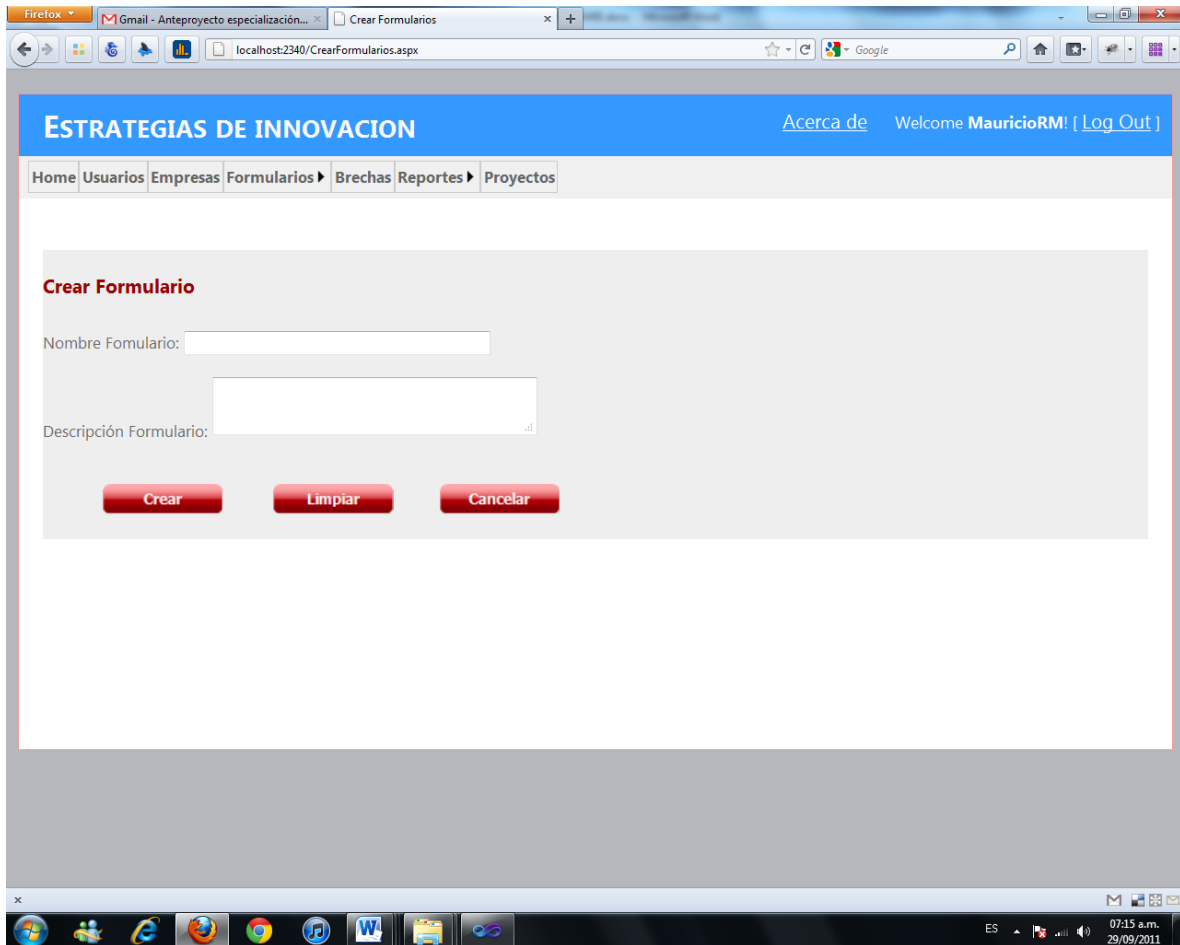 Firefox
Gmail - Anteproyecto especialización... ×
Crear Formularios ×
localhost:2340/CrearFormularios.aspx
Google
ESTRATEGIAS DE INNOVACION
Acerca de Welcome MauricioRM! [ Log Out ]
Home Usuarios Empresas Formularios Brechas Reportes Proyectos
Crear Formulario
Nombre Fomulario:
Descripción Formulario:
Crear Limpiar Cancelar
ES 07:15 a.m.
29/09/2011